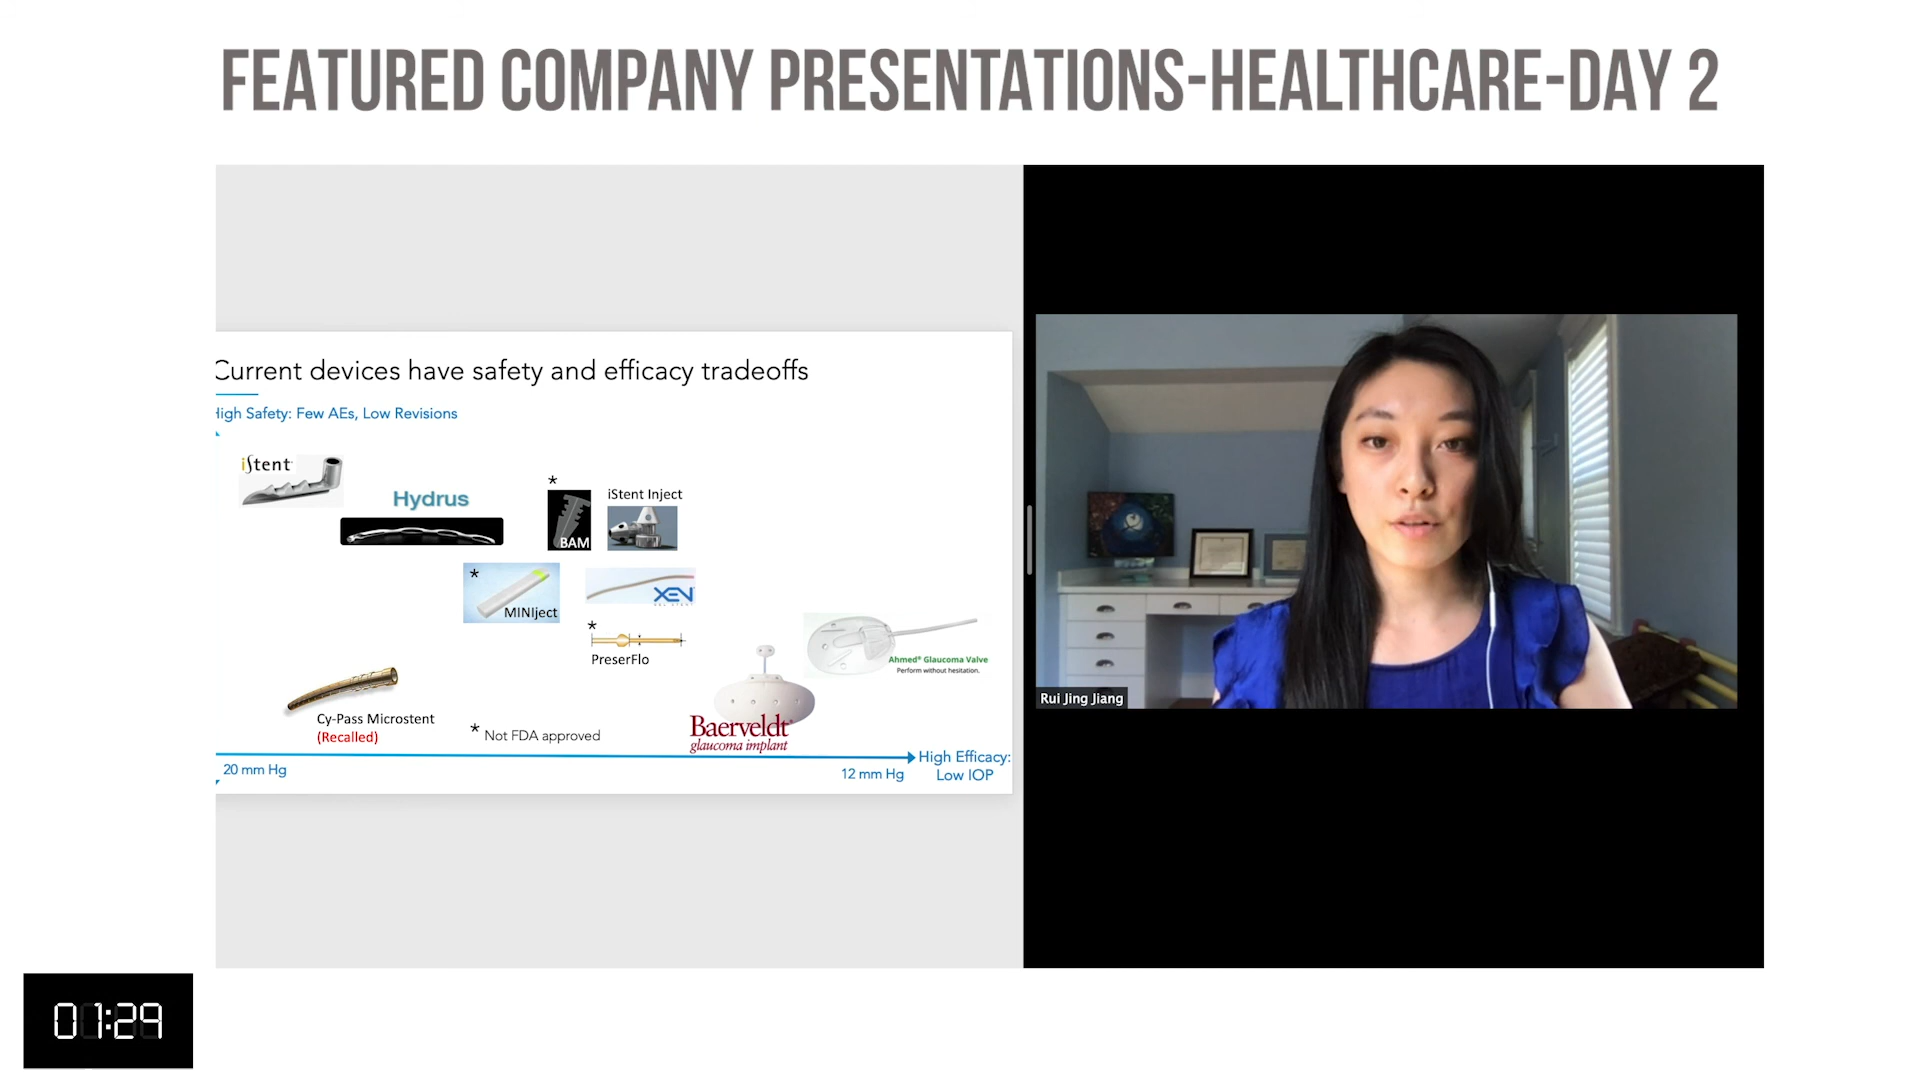 FEATURED COMPANY PRESENTATIONS-HEALTHCARE-DAY 2
Current devices have safety and efficacy tradeoffs
High Safety: Few AEs, Low Revisions
iStent
Hydrus
*
BAM
iStent Inject
*
MINIject
XEN
*
PreserFlo
Ahmed® Glaucoma Valve
Perform without hesitation.
Cy-Pass Microstent
(Recalled)
* Not FDA approved
Baerveldt®
glaucoma implant
20 mm Hg
12 mm Hg
High Efficacy:
Low IOP
Rui Jing Jiang
01:29